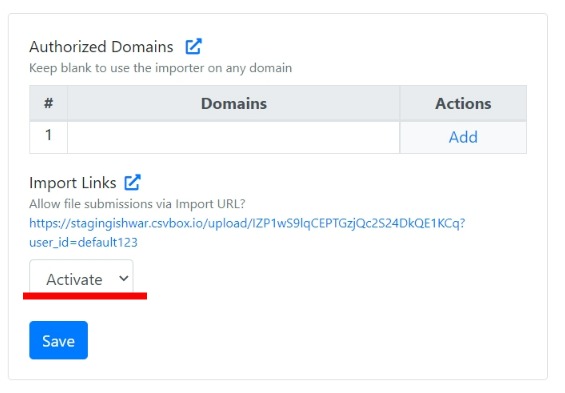 Authorized Domains
Keep blank to use the importer on any domain
# Domains Actions
1 Add
Import Links
Allow file submissions via Import URL?
https://stagingishwar.csvbox.io/upload/IZP1wS9lqCEPTGzjQc2S24DkQE1KCq?
user_id=default123
Activate
Save